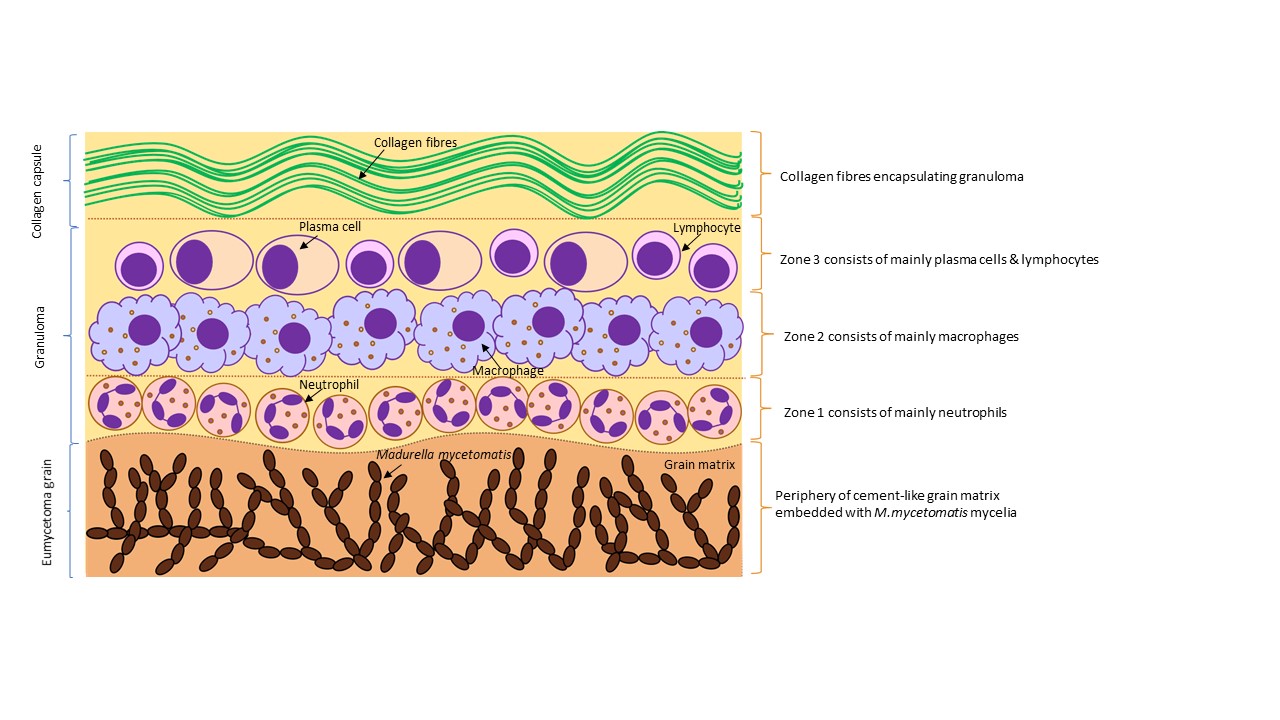 Collagen capsule
Granuloma
Eumycetoma grain
Collagen fibres
Plasma cell
Lymphocyte
Macrophage
Neutrophil
Madurella mycetomatis
Grain matrix
Collagen fibres encapsulating granuloma
Zone 3 consists of mainly plasma cells & lymphocytes
Zone 2 consists of mainly macrophages
Zone 1 consists of mainly neutrophils
Periphery of cement-like grain matrix
embedded with M.mycetomatis mycelia